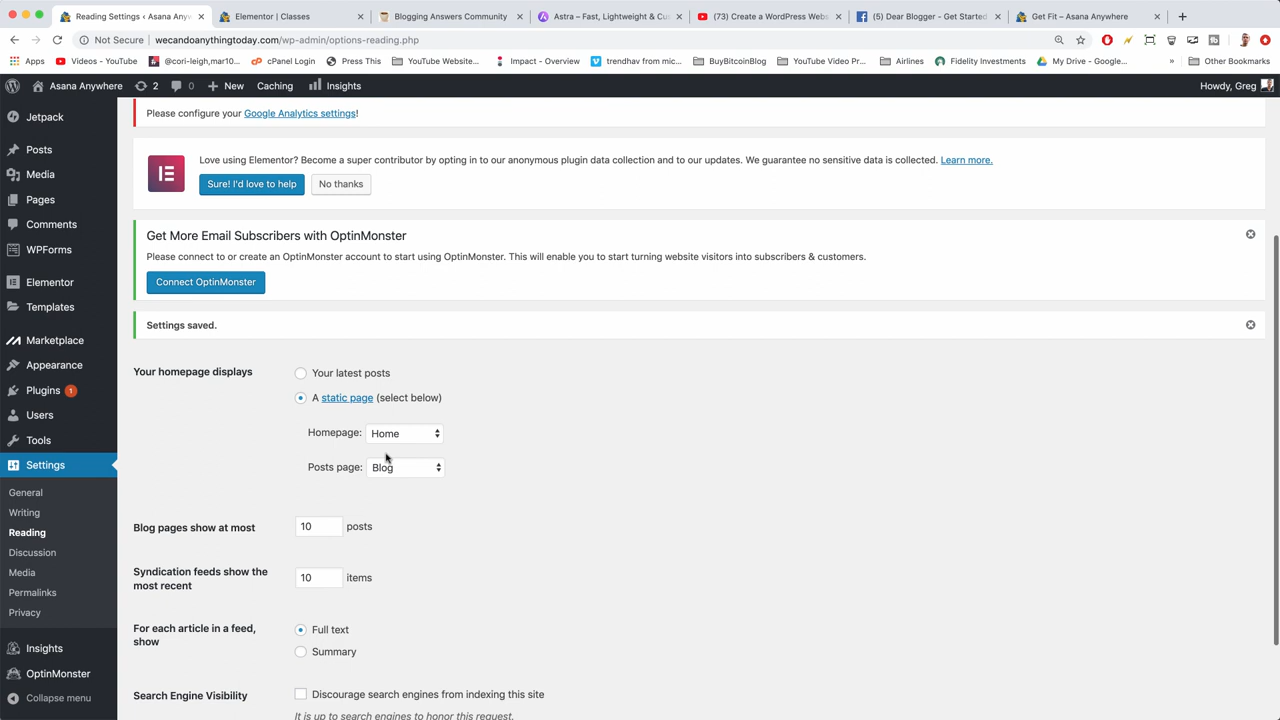 Reading Settings ‹ Asana Anyw
Elementor | Classes
Blogging Answers Community
Astra – Fast, Lightweight & Cu
(73) Create a WordPress Webs
(5) Dear Blogger - Get Started
Get Fit – Asana Anywhere
Not Secure | wecandoanythingtoday.com/wp-admin/options-reading.php
Apps
Videos - YouTube
@cori-leigh,mar10...
cPanel Login
Press This
YouTube Website...
Impact - Overview
trendhav from mic...
BuyBitcoinBlog
YouTube Video Pr...
Airlines
Fidelity Investments
My Drive - Google...
»
Other Bookmarks
Asana Anywhere
2
0
New
Caching
Insights
Howdy, Greg
Jetpack
Posts
Media
Pages
Comments
WPForms
Elementor
Templates
Marketplace
Appearance
Plugins 1
Users
Tools
Settings
General
Writing
Reading
Discussion
Media
Permalinks
Privacy
Insights
OptinMonster
Collapse menu
Please configure your Google Analytics settings!
Love using Elementor? Become a super contributor by opting in to our anonymous plugin data collection and to our updates. We guarantee no sensitive data is collected. Learn more.
Sure! I'd love to help
No thanks
Get More Email Subscribers with OptinMonster
Please connect to or create an OptinMonster account to start using OptinMonster. This will enable you to start turning website visitors into subscribers & customers.
Connect OptinMonster
Settings saved.
Your homepage displays
Your latest posts
A static page (select below)
Homepage: Home
Posts page: Blog
Blog pages show at most
10 posts
Syndication feeds show the
most recent
10 items
For each article in a feed,
show
Full text
Summary
Search Engine Visibility
Discourage search engines from indexing this site
It is up to search engines to honor this request.